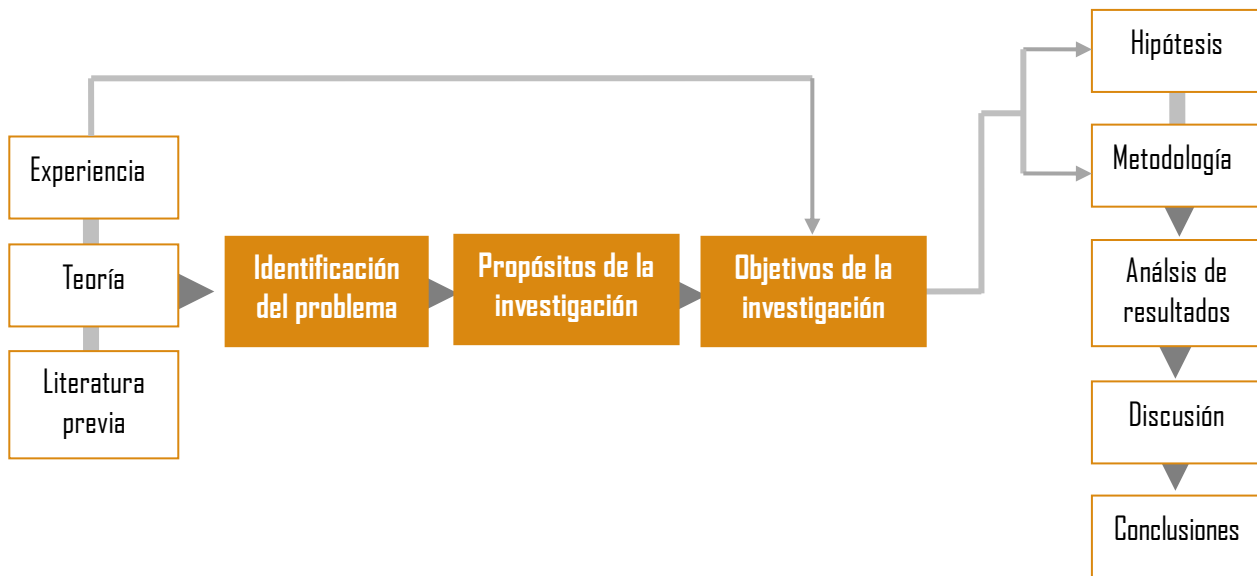 Experiencia
Teoría
Literatura
previa
Identificación
del problema
Propósitos de la
investigación
Objetivos de la
investigación
Hipótesis
Metodología
Análsis de
resultados
Discusión
Conclusiones